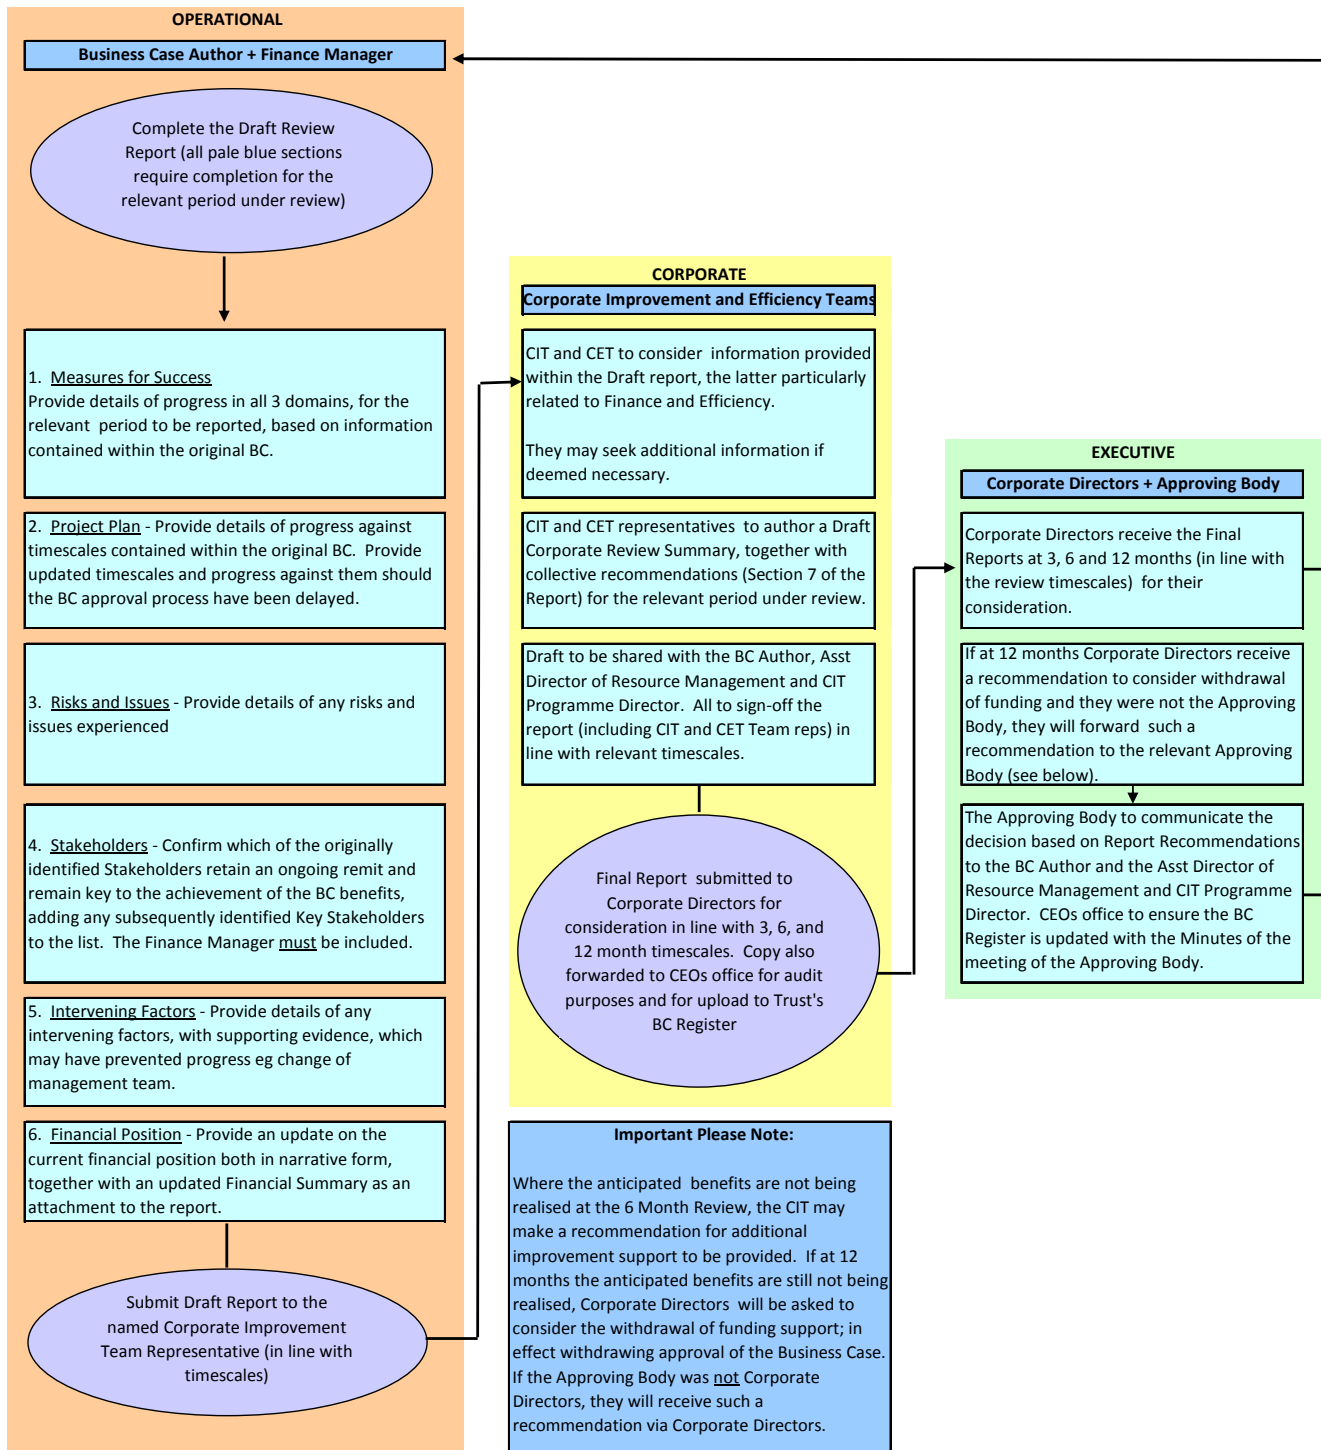 OPERATIONAL
Business Case Author + Finance Manager
Complete the Draft Review
Report (all pale blue sections
require completion for the
relevant period under review)
1. Measures for Success
Provide details of progress in all 3 domains, for the
relevant period to be reported, based on information
contained within the original BC.
2. Project Plan - Provide details of progress against
timescales contained within the original BC. Provide
updated timescales and progress against them should
the BC approval process have been delayed.
3. Risks and Issues - Provide details of any risks and
issues experienced
4. Stakeholders - Confirm which of the originally
identified Stakeholders retain an ongoing remit and
remain key to the achievement of the BC benefits,
adding any subsequently identified Key Stakeholders
to the list. The Finance Manager must be included.
5. Intervening Factors - Provide details of any
intervening factors, with supporting evidence, which
may have prevented progress eg change of
management team.
6. Financial Position - Provide an update on the
current financial position both in narrative form,
together with an updated Financial Summary as an
attachment to the report.
Submit Draft Report to the
named Corporate Improvement
Team Representative (in line with
timescales)
CORPORATE
Corporate Improvement and Efficiency Teams
CIT and CET to consider information provided
within the Draft report, the latter particularly
related to Finance and Efficiency.
They may seek additional information if
deemed necessary.
CIT and CET representatives to author a Draft
Corporate Review Summary, together with
collective recommendations (Section 7 of the
Report) for the relevant period under review.
Draft to be shared with the BC Author, Asst
Director of Resource Management and CIT
Programme Director. All to sign-off the
report (including CIT and CET Team reps) in
line with relevant timescales.
Final Report submitted to
Corporate Directors for
consideration in line with 3, 6, and
12 month timescales. Copy also
forwarded to CEOs office for audit
purposes and for upload to Trust's
BC Register
Important Please Note:
Where the anticipated benefits are not being
realised at the 6 Month Review, the CIT may
make a recommendation for additional
improvement support to be provided. If at 12
months the anticipated benefits are still not being
realised, Corporate Directors will be asked to
consider the withdrawal of funding support; in
effect withdrawing approval of the Business Case.
If the Approving Body was not Corporate
Directors, they will receive such a
recommendation via Corporate Directors.
EXECUTIVE
Corporate Directors + Approving Body
Corporate Directors receive the Final
Reports at 3, 6 and 12 months (in line with
the review timescales) for their
consideration.
If at 12 months Corporate Directors receive
a recommendation to consider withdrawal
of funding and they were not the Approving
Body, they will forward such a
recommendation to the relevant Approving
Body (see below).
The Approving Body to communicate the
decision based on Report Recommendations
to the BC Author and the Asst Director of
Resource Management and CIT Programme
Director. CEOs office to ensure the BC
Register is updated with the Minutes of the
meeting of the Approving Body.